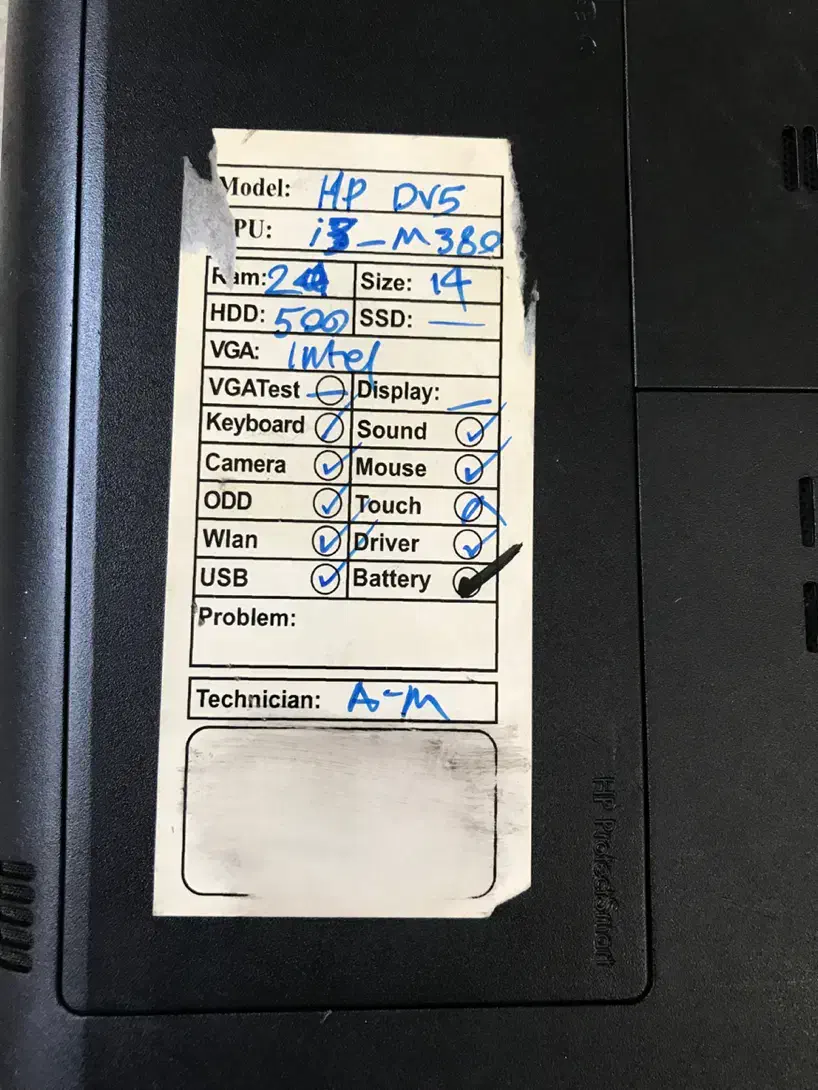 Model: HP DV5
PU: i3-M380
Ram: 2 Size: 14
HDD: 500 SSD: —
VGA: Intel
VGATest Display: —
Keyboard Sound ✓
Camera ✓ Mouse ✓
ODD ✓ Touch
Wlan ✓ Driver ✓
USB ✓ Battery
Problem:
Technician: A-M
HP ProtectSmart